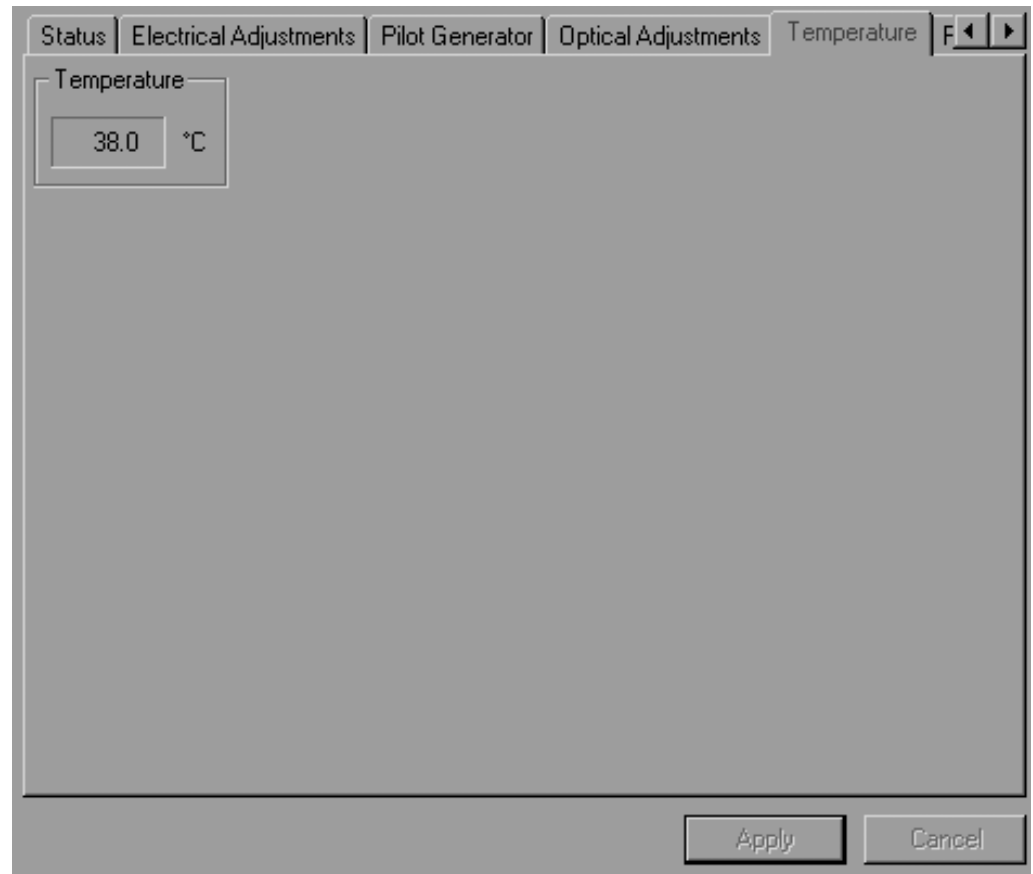 Status Electrical Adjustments Pilot Generator Optical Adjustments Temperature
Temperature
38.0 °C
Apply Cancel